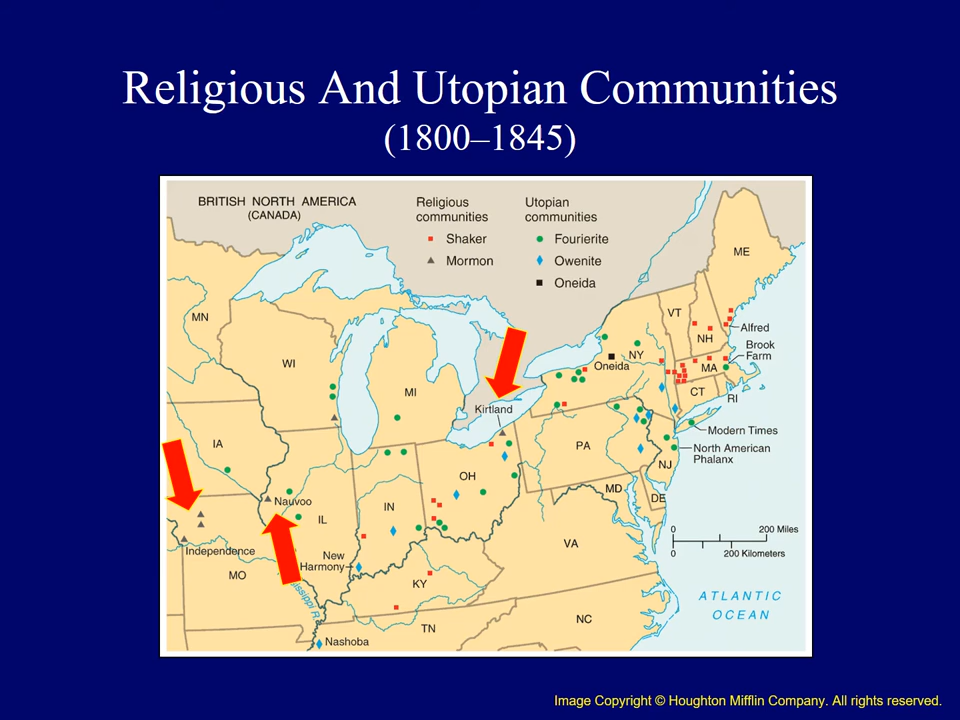 Religious And Utopian Communities
(1800–1845)
BRITISH NORTH AMERICA
(CANADA)
Religious
communities
Shaker
Mormon
Utopian
communities
Fourierite
Owenite
Oneida
ME
MN
VT
NH
Alfred
WI
NY
Oneida
Brook
Farm
MA
MI
CT
RI
Kirtland
Modern Times
IA
PA
North American
Phalanx
OH
NJ
Nauvoo
IN
MD
DE
IL
0
200 Miles
0
200 Kilometers
Independence
VA
New
Harmony
MO
KY
ATLANTIC
OCEAN
NC
TN
Nashoba
Image Copyright © Houghton Mifflin Company. All rights reserved.